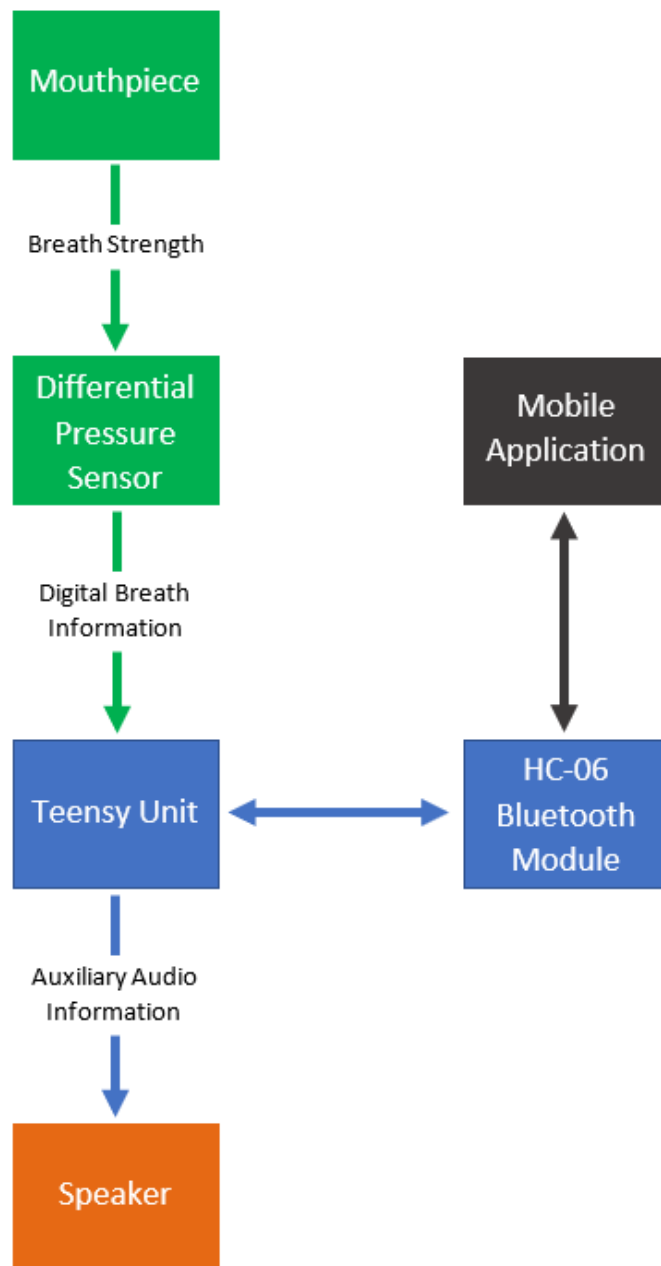 Mouthpiece
Breath Strength
Differential
Pressure
Sensor
Mobile
Application
Digital Breath
Information
Teensy Unit
HC-06
Bluetooth
Module
Auxiliary Audio
Information
Speaker